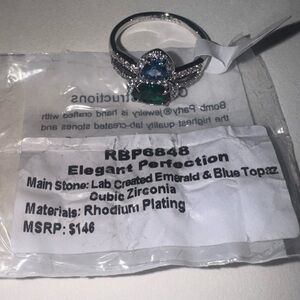 Instructions
Bomb Party® jewelry is hand crafted with
the highest quality lab-created stones and
RBP6848
Elegant Perfection
Main Stone: Lab Created Emerald & Blue Topaz
Cubic Zirconia
Materials: Rhodium Plating
MSRP: $146